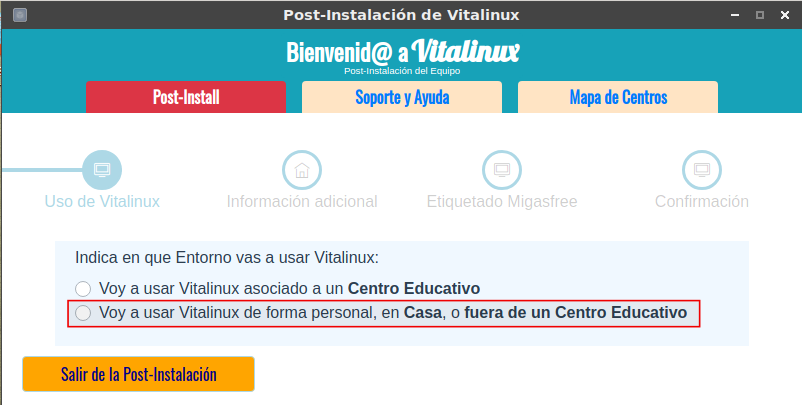 Post-Instalación de Vitalinux
Bienvenid@ a Vitalinux
Post-Instalación del Equipo
Post-Install
Soporte y Ayuda
Mapa de Centros
Uso de Vitalinux
Información adicional
Etiquetado Migasfree
Confirmación
Indica en que Entorno vas a usar Vitalinux:
Voy a usar Vitalinux asociado a un Centro Educativo
Voy a usar Vitalinux de forma personal, en Casa, o fuera de un Centro Educativo
Salir de la Post-Instalación